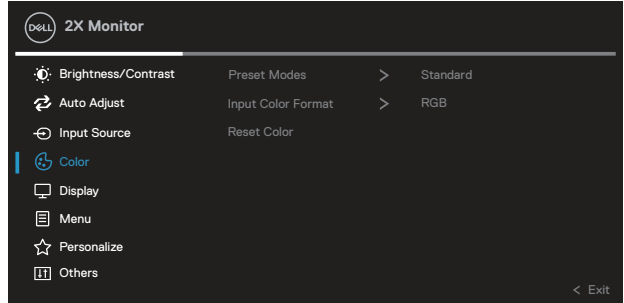 DELL 2X Monitor
Brightness/Contrast Preset Modes > Standard
Auto Adjust Input Color Format > RGB
Input Source Reset Color
Color
Display
Menu
Personalize
Others
< Exit